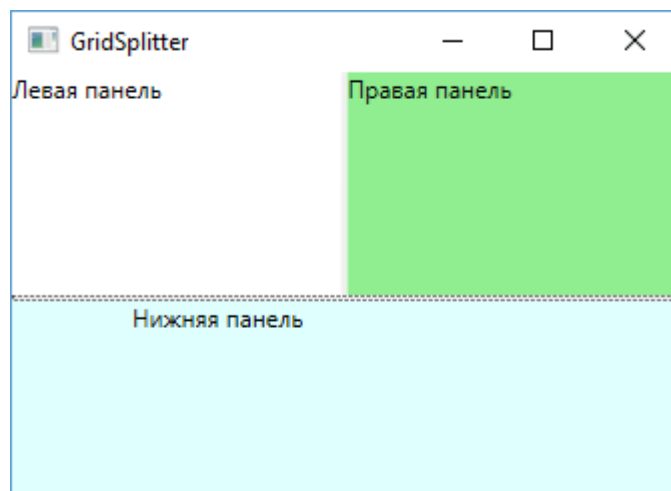 GridSplitter
Левая панель
Правая панель
Нижняя панель